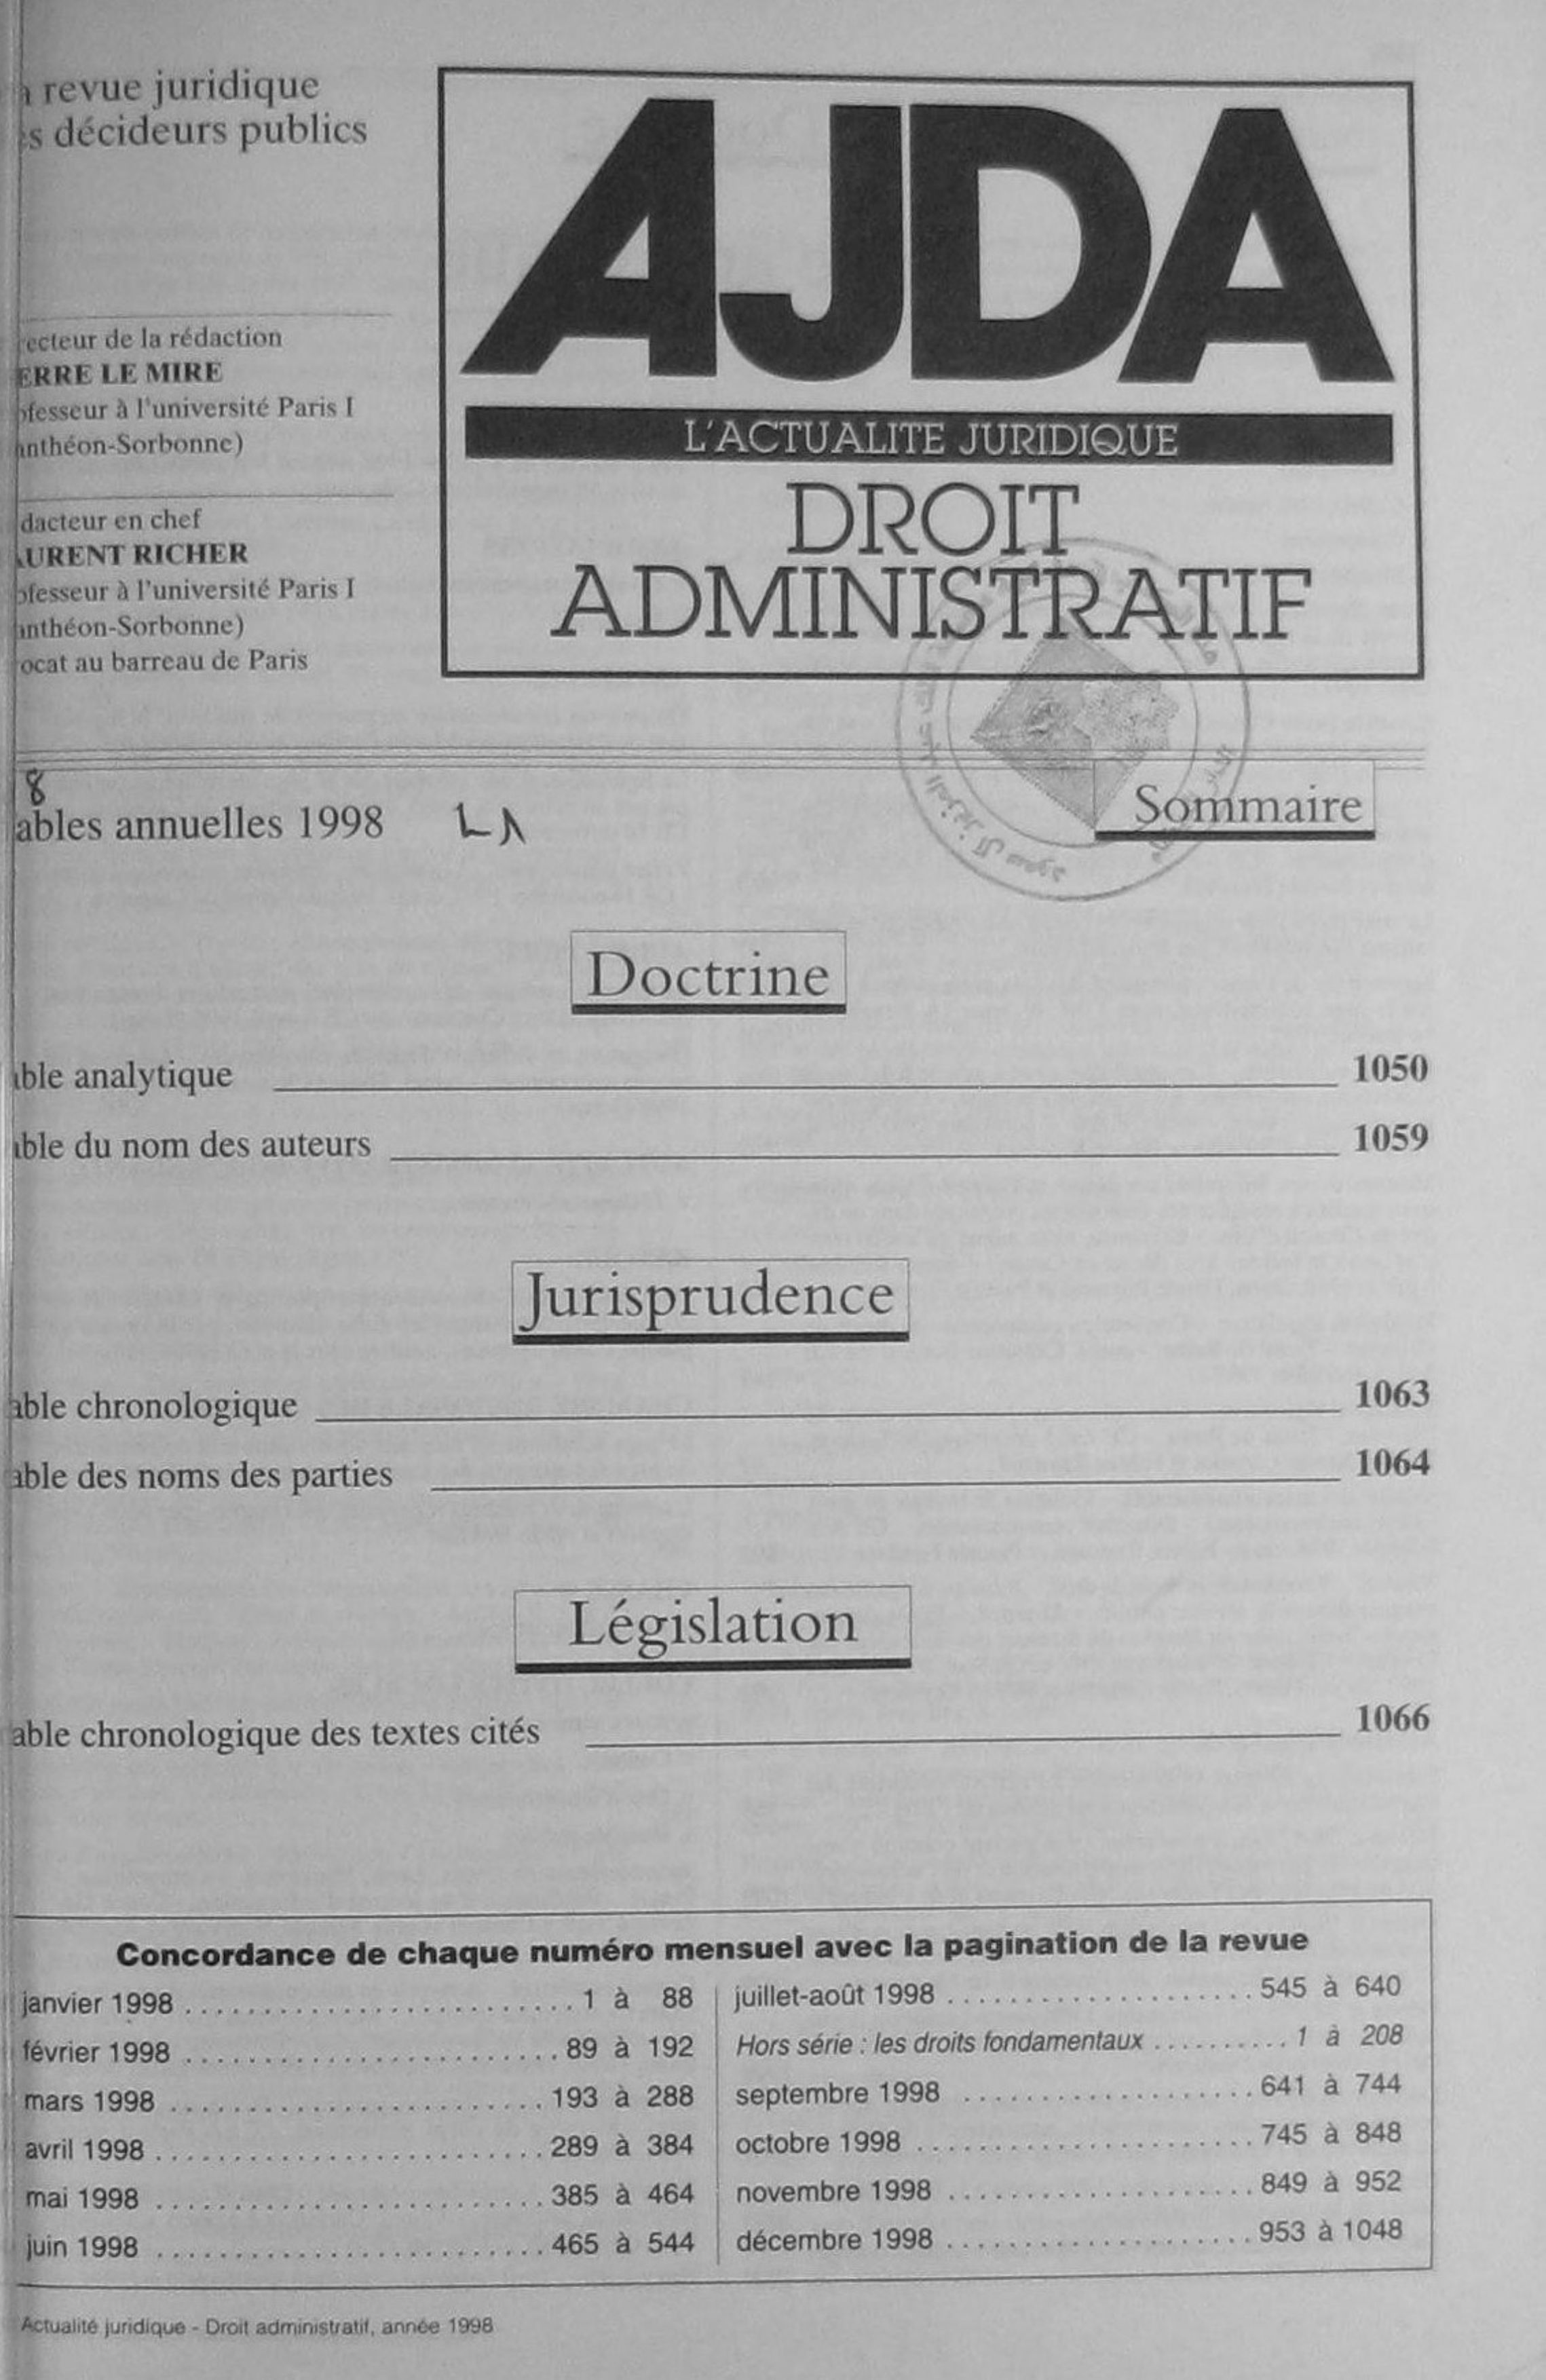 revue juridique
décideurs publics
AJDA
L'ACTUALITE JURIDIQUE
DROIT
ADMINISTRATIF
ecteur de la rédaction
ERRE LE MIRE
fesseur à l'université Paris I
nthéon-Sorbonne)
dacteur en chef
URENT RICHER
fesseur à l'université Paris I
nthéon-Sorbonne)
ocat au barreau de Paris
8
ables annuelles 1998
Sommaire
Doctrine
ble analytique 1050
ble du nom des auteurs 1059
Jurisprudence
able chronologique 1063
able des noms des parties 1064
Législation
able chronologique des textes cités 1066
Concordance de chaque numéro mensuel avec la pagination de la revue
janvier 1998 ........................ 1 à 88
février 1998 ........................ 89 à 192
mars 1998 ........................ 193 à 288
avril 1998 ........................ 289 à 384
mai 1998 ........................ 385 à 464
juin 1998 ........................ 465 à 544
juillet-août 1998 .................... 545 à 640
Hors série : les droits fondamentaux .......... 1 à 208
septembre 1998 ................... 641 à 744
octobre 1998 ...................... 745 à 848
novembre 1998 .................... 849 à 952
décembre 1998 .................... 953 à 1048
Actualité juridique - Droit administratif, année 1998